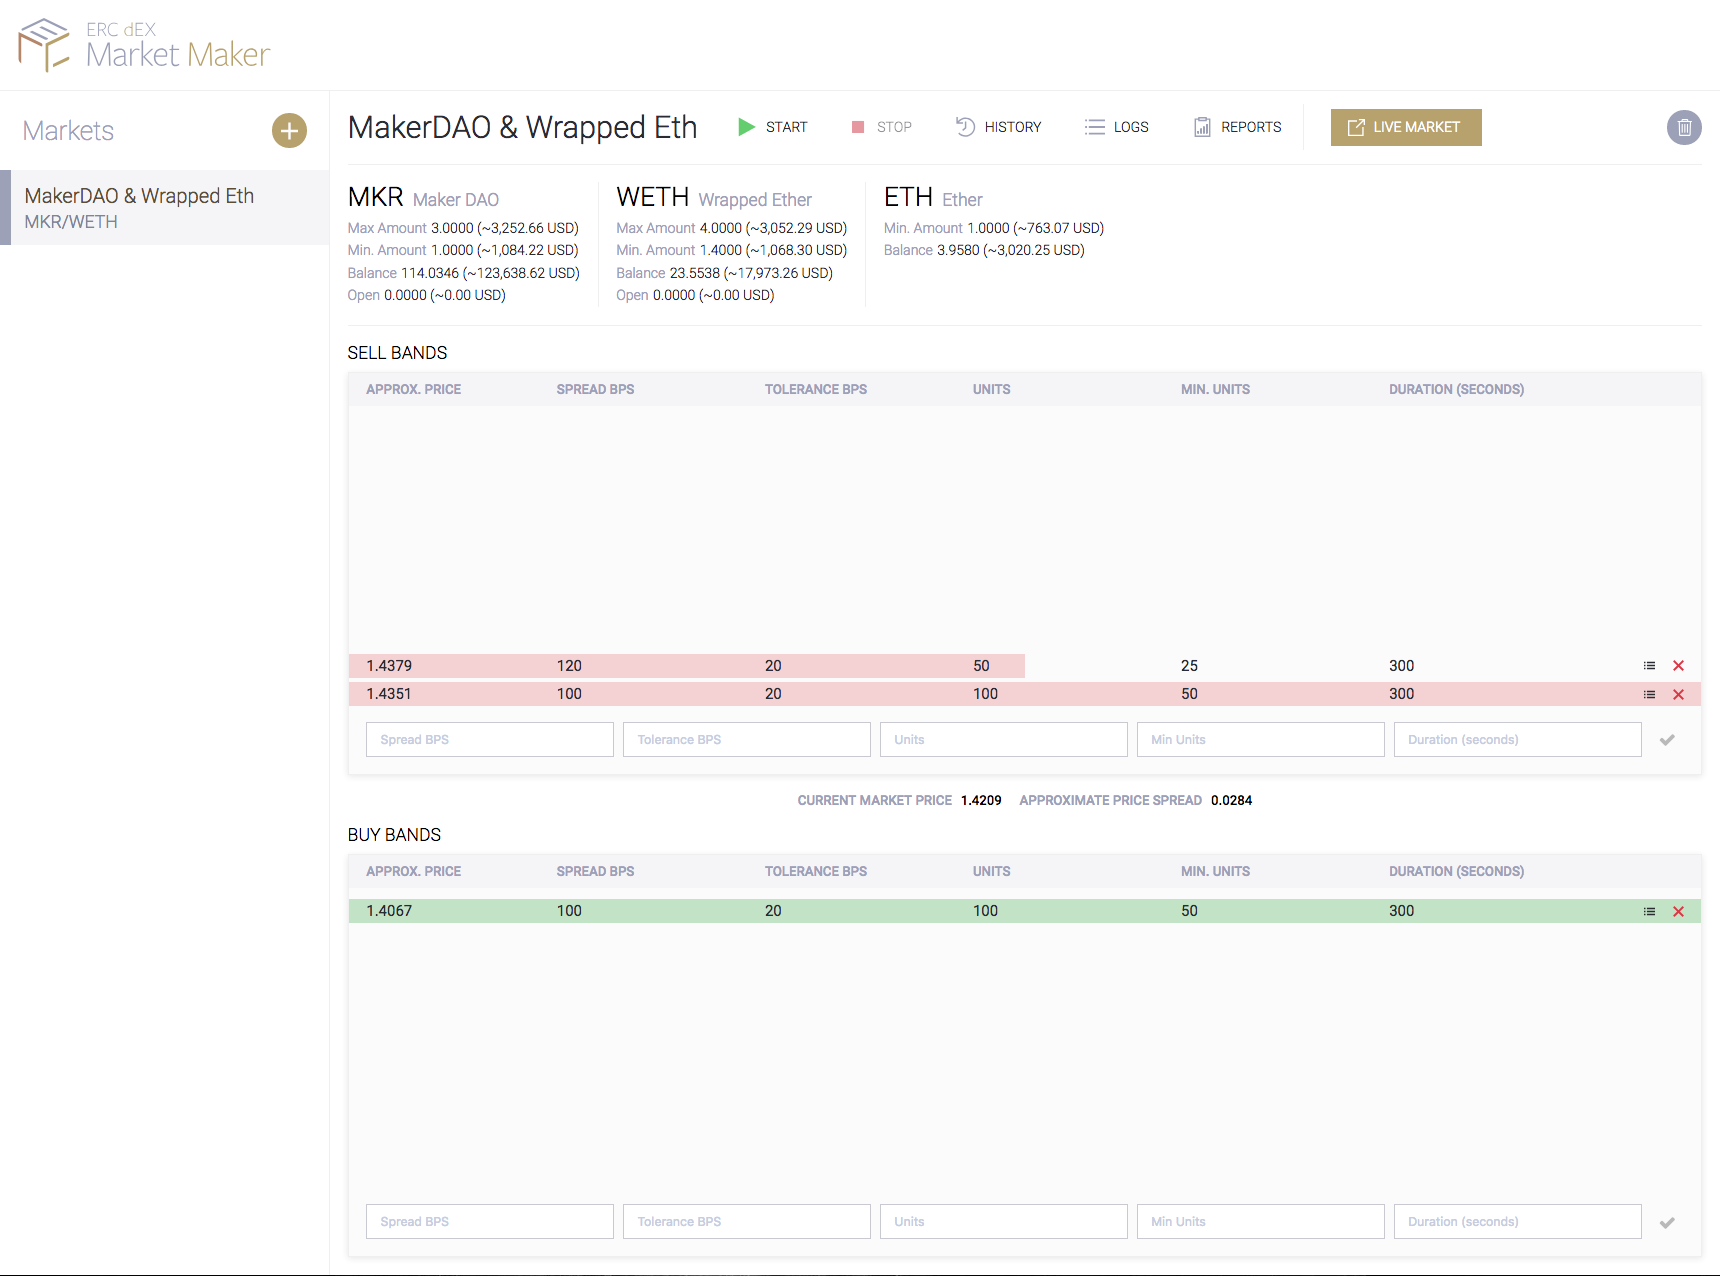 ERC dEX
Market Maker
Markets
MakerDAO & Wrapped Eth
MKR/WETH
MakerDAO & Wrapped Eth START STOP HISTORY LOGS REPORTS LIVE MARKET
MKR Maker DAO
Max Amount 3.0000 (~3,252.66 USD)
Min. Amount 1.0000 (~1,084.22 USD)
Balance 114.0346 (~123,638.62 USD)
Open 0.0000 (~0.00 USD)
WETH Wrapped Ether
Max Amount 4.0000 (~3,052.29 USD)
Min. Amount 1.4000 (~1,068.30 USD)
Balance 23.5538 (~17,973.26 USD)
Open 0.0000 (~0.00 USD)
ETH Ether
Min. Amount 1.0000 (~763.07 USD)
Balance 3.9580 (~3,020.25 USD)
SELL BANDS
APPROX. PRICE SPREAD BPS TOLERANCE BPS UNITS MIN. UNITS DURATION (SECONDS)
1.4379 120 20 50 25 300
1.4351 100 20 100 50 300
Spread BPS Tolerance BPS Units Min Units Duration (seconds)
CURRENT MARKET PRICE 1.4209 APPROXIMATE PRICE SPREAD 0.0284
BUY BANDS
APPROX. PRICE SPREAD BPS TOLERANCE BPS UNITS MIN. UNITS DURATION (SECONDS)
1.4067 100 20 100 50 300
Spread BPS Tolerance BPS Units Min Units Duration (seconds)